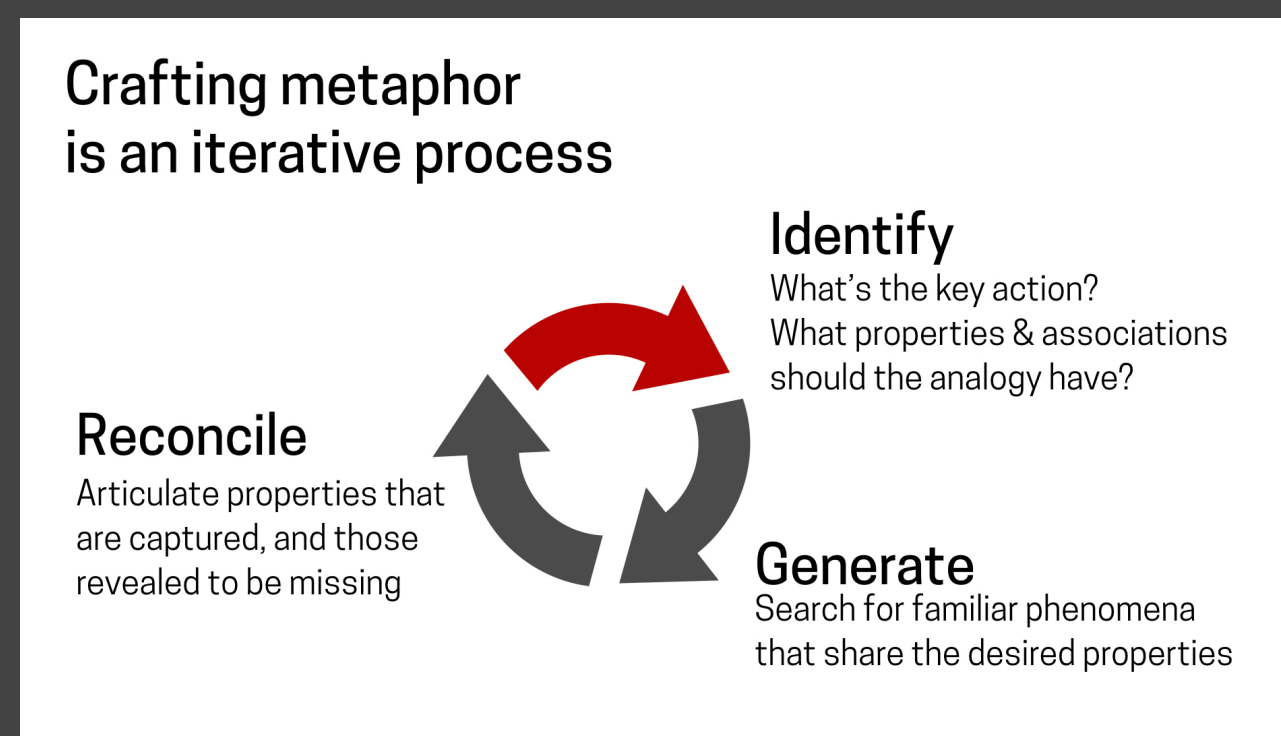 Crafting metaphor
is an iterative process
Identify
What’s the key action?
What properties & associations
should the analogy have?
Reconcile
Articulate properties that
are captured, and those
revealed to be missing
Generate
Search for familiar phenomena
that share the desired properties